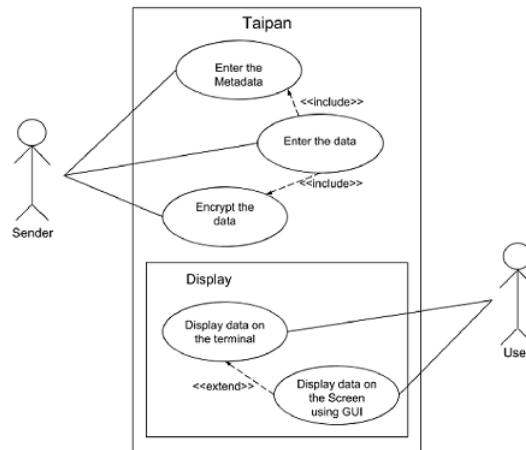 Taipan
Enter the
Metadata
<<include>>
Enter the data
<<include>>
Encrypt the
data
Sender
Display
Display data on
the terminal
<<extend>>
Display data on
the Screen
using GUI
Use